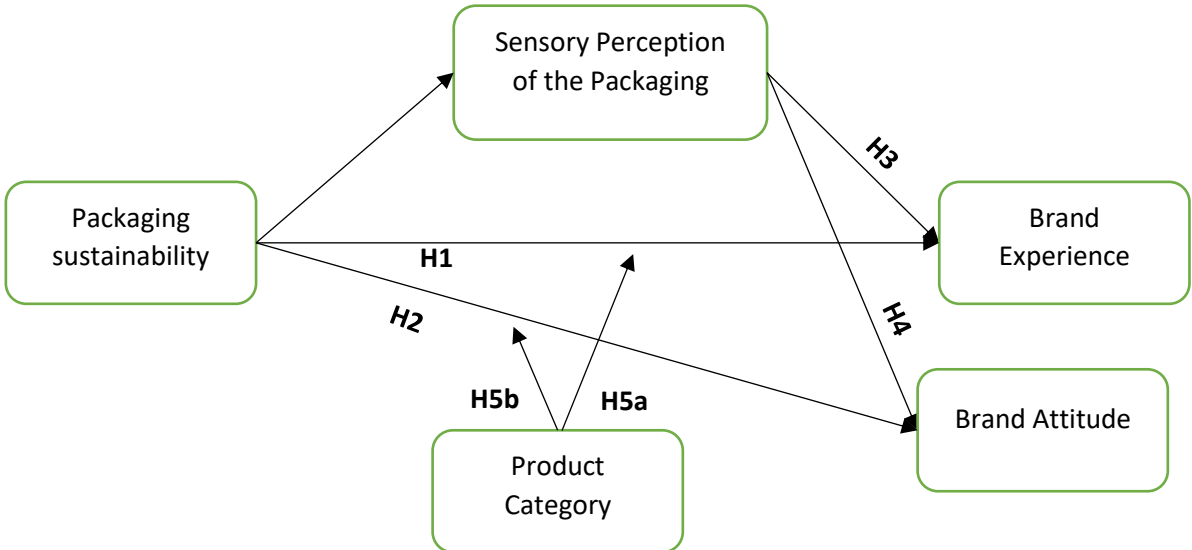 Sensory Perception
of the Packaging
H3
Packaging
sustainability
Brand
Experience
H1
H2
H4
H5b
H5a
Brand Attitude
Product
Category